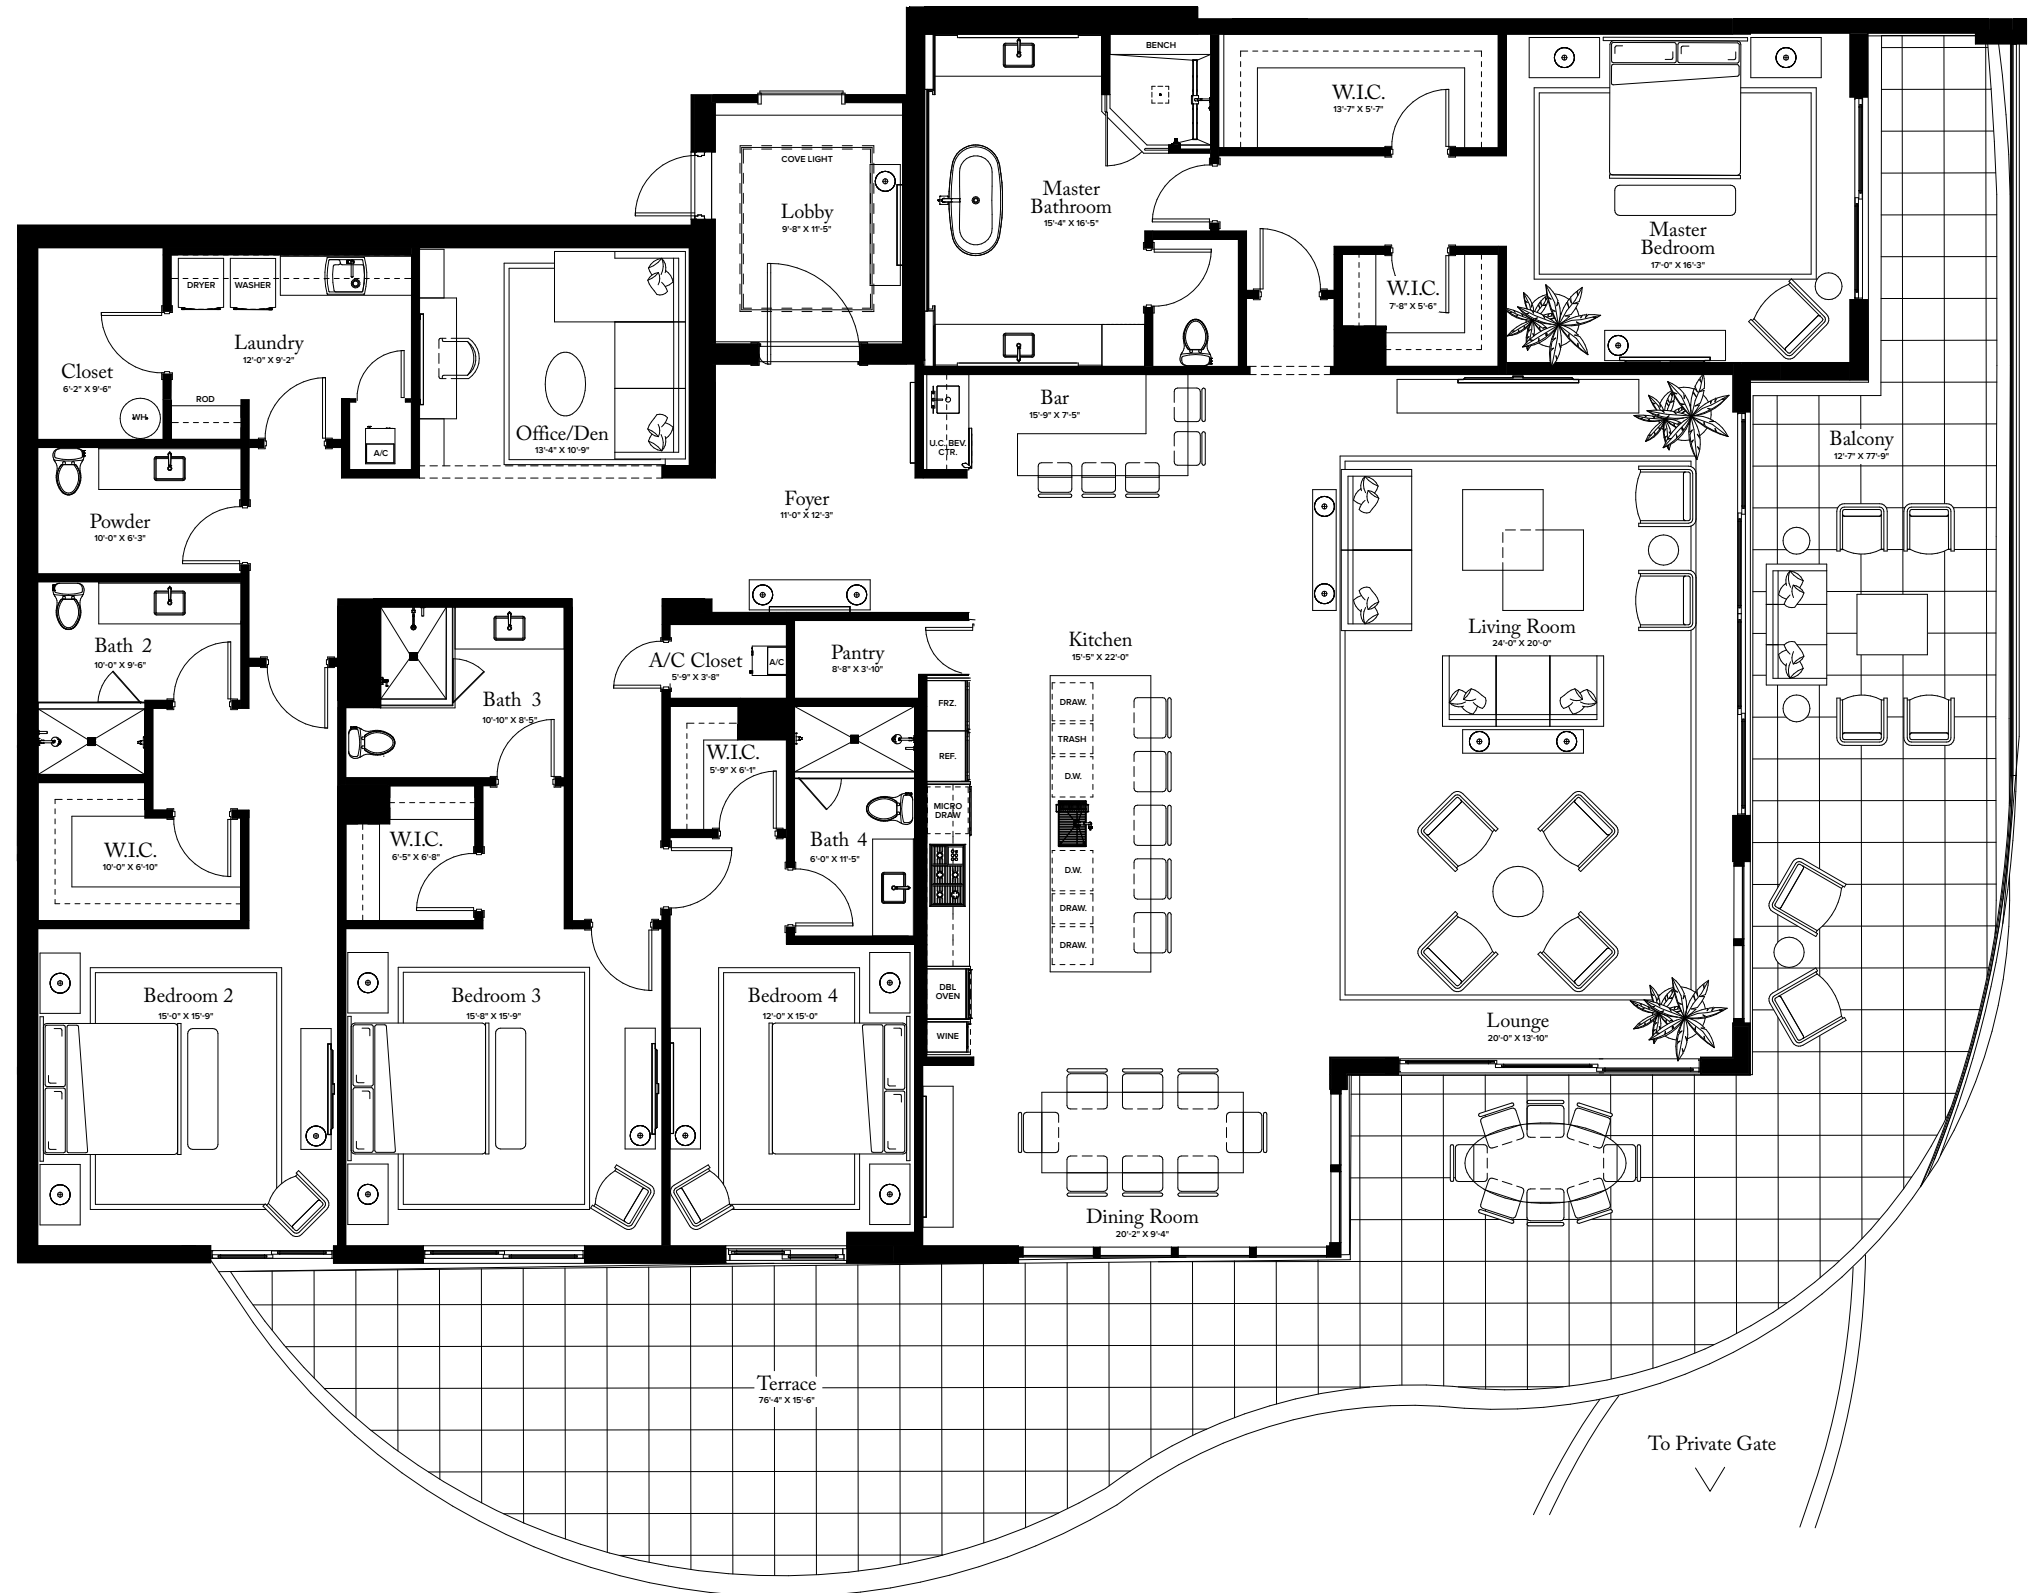 BENCH
W.I.C.
13'-7" X 5'-7"
COVE LIGHT
Lobby
9'-8" X 11'-5"
Master
Bathroom
15'-4" X 16'-5"
Master
Bedroom
17'-0" X 16'-3"
W.I.C.
7'-8" X 5'-6"
DRYER
WASHER
Laundry
12'-0" X 9'-2"
Closet
6'-2" X 9'-6"
WH
ROD
A/C
Office/Den
13'-4" X 10'-9"
Bar
15'-9" X 7'-5"
U.C. BEV.
CTR.
Balcony
12'-7" X 77'-9"
Foyer
11'-0" X 12'-3"
Powder
10'-0" X 6'-3"
Bath 2
10'-0" X 9'-6"
Bath 3
10'-10" X 8'-5"
A/C Closet
5'-9" X 3'-8"
A/C
Pantry
8'-8" X 3'-10"
Kitchen
15'-5" X 22'-0"
Living Room
24'-0" X 20'-0"
FRZ.
REF.
MICRO
DRAW
DBL
OVEN
WINE
DRAW.
TRASH
D.W.
D.W.
DRAW.
DRAW.
W.I.C.
5'-9" X 6'-1"
Bath 4
6'-0" X 11'-5"
W.I.C.
6'-5" X 6'-8"
W.I.C.
10'-0" X 6'-10"
Bedroom 2
15'-0" X 15'-9"
Bedroom 3
15'-8" X 15'-9"
Bedroom 4
12'-0" X 15'-0"
Lounge
20'-0" X 13'-10"
Dining Room
20'-2" X 9'-4"
Terrace
76'-4" X 15'-6"
To Private Gate